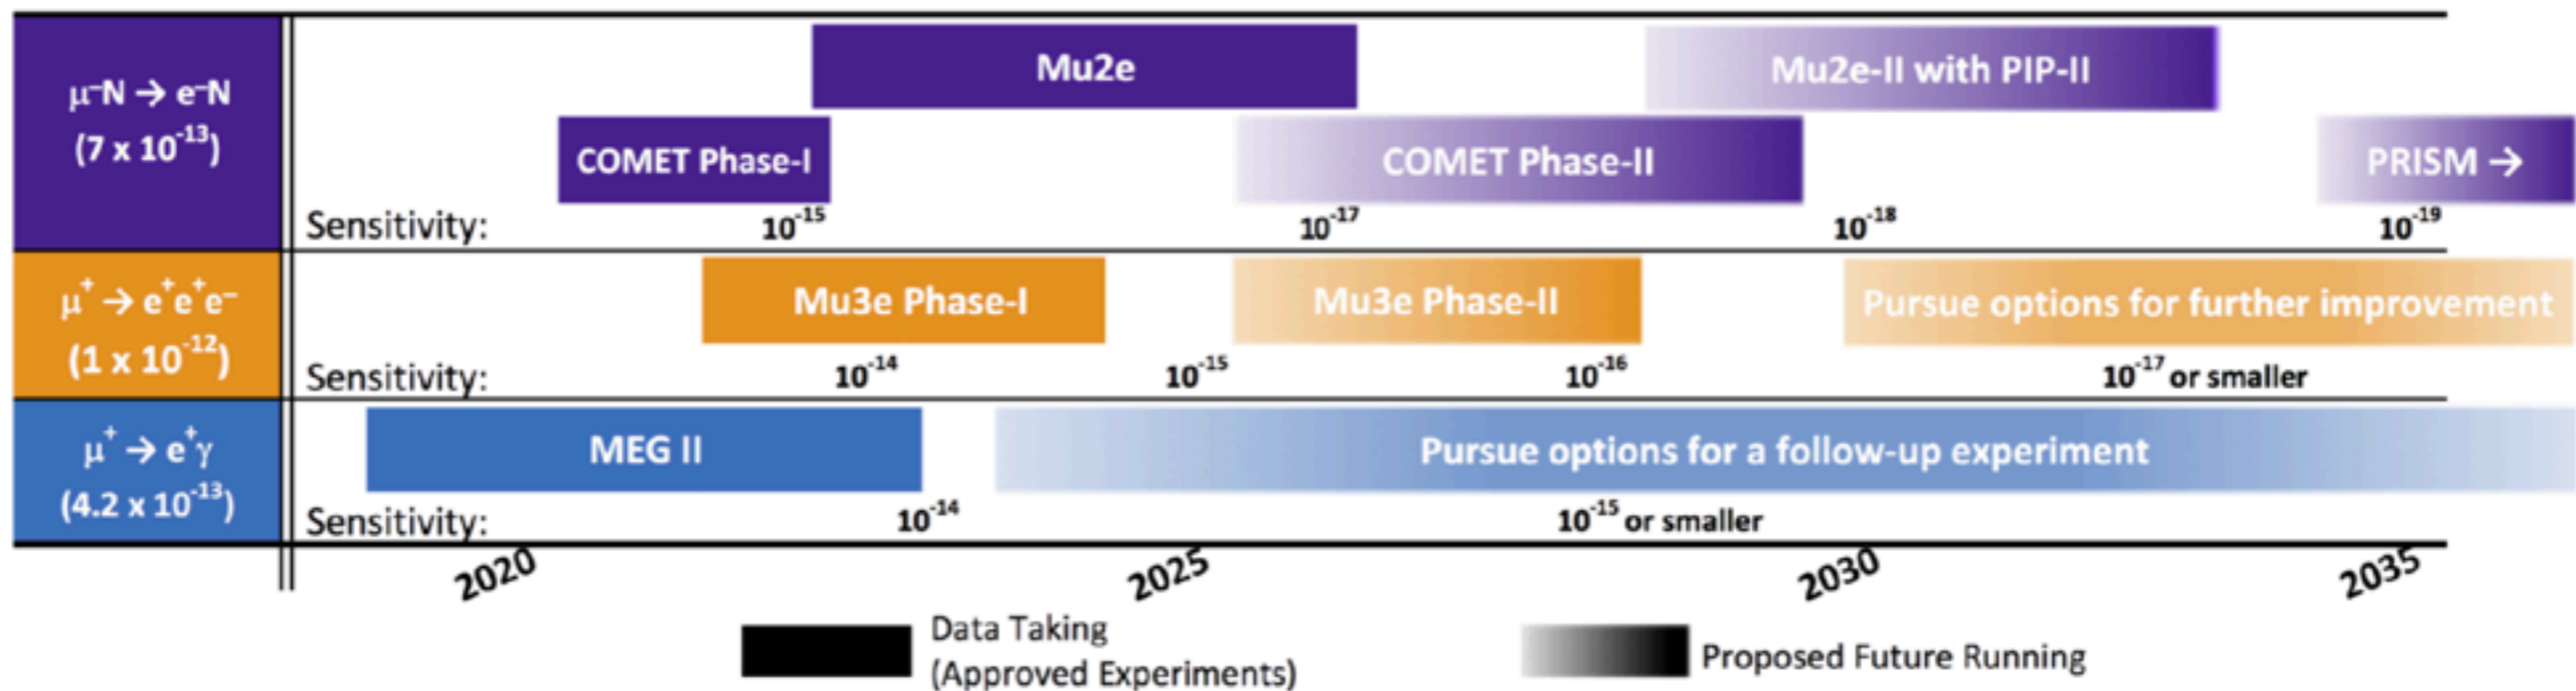 μ⁻N → e⁻N
(7 x 10⁻¹³)
Mu2e
Mu2e-II with PIP-II
COMET Phase-I
COMET Phase-II
PRISM →
Sensitivity:
10⁻¹⁵
10⁻¹⁷
10⁻¹⁸
10⁻¹⁹
μ⁺ → e⁺e⁺e⁻
(1 x 10⁻¹²)
Mu3e Phase-I
Mu3e Phase-II
Pursue options for further improvement
Sensitivity:
10⁻¹⁴
10⁻¹⁵
10⁻¹⁶
10⁻¹⁷ or smaller
μ⁺ → e⁺γ
(4.2 x 10⁻¹³)
MEG II
Pursue options for a follow-up experiment
Sensitivity:
10⁻¹⁴
10⁻¹⁵ or smaller
2020
2025
2030
2035
Data Taking
(Approved Experiments)
Proposed Future Running